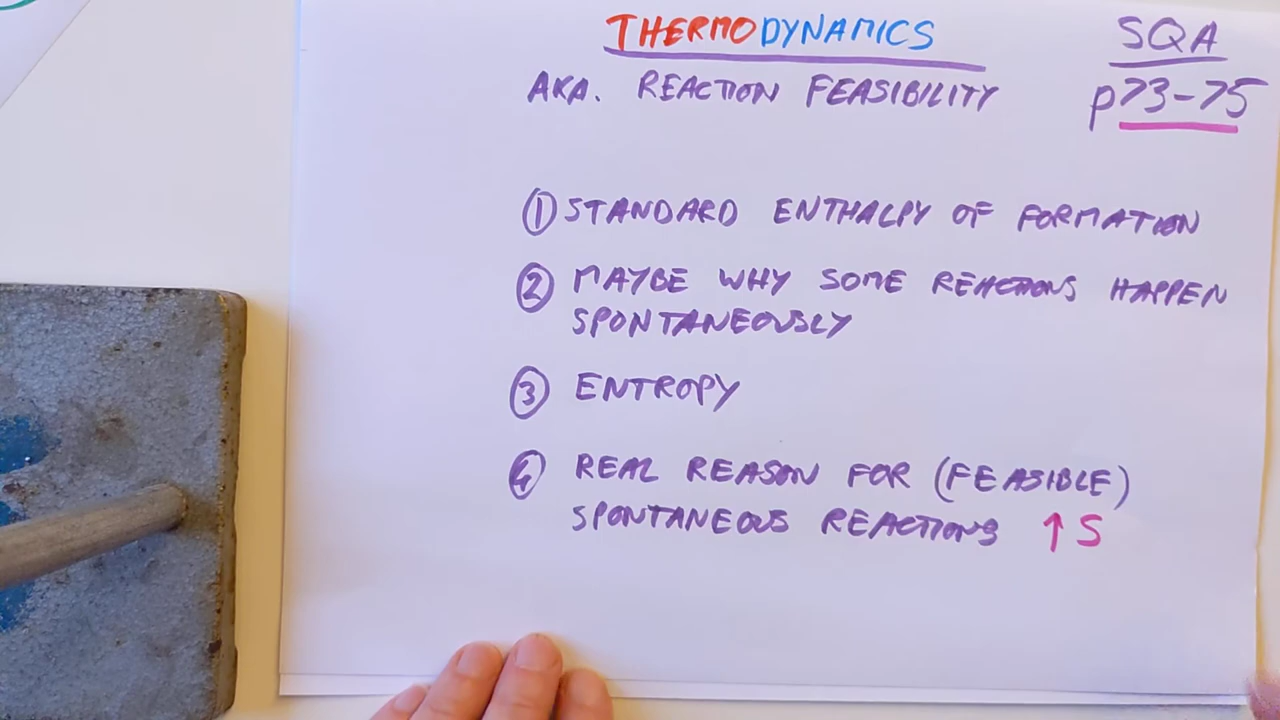 THERMODYNAMICS
SQA
AKA. REACTION FEASIBILITY
p73-75
① STANDARD ENTHALPY OF FORMATION
② MAYBE WHY SOME REACTIONS HAPPEN
SPONTANEOUSLY
③ ENTROPY
④ REAL REASON FOR (FEASIBLE)
SPONTANEOUS REACTIONS ↑S